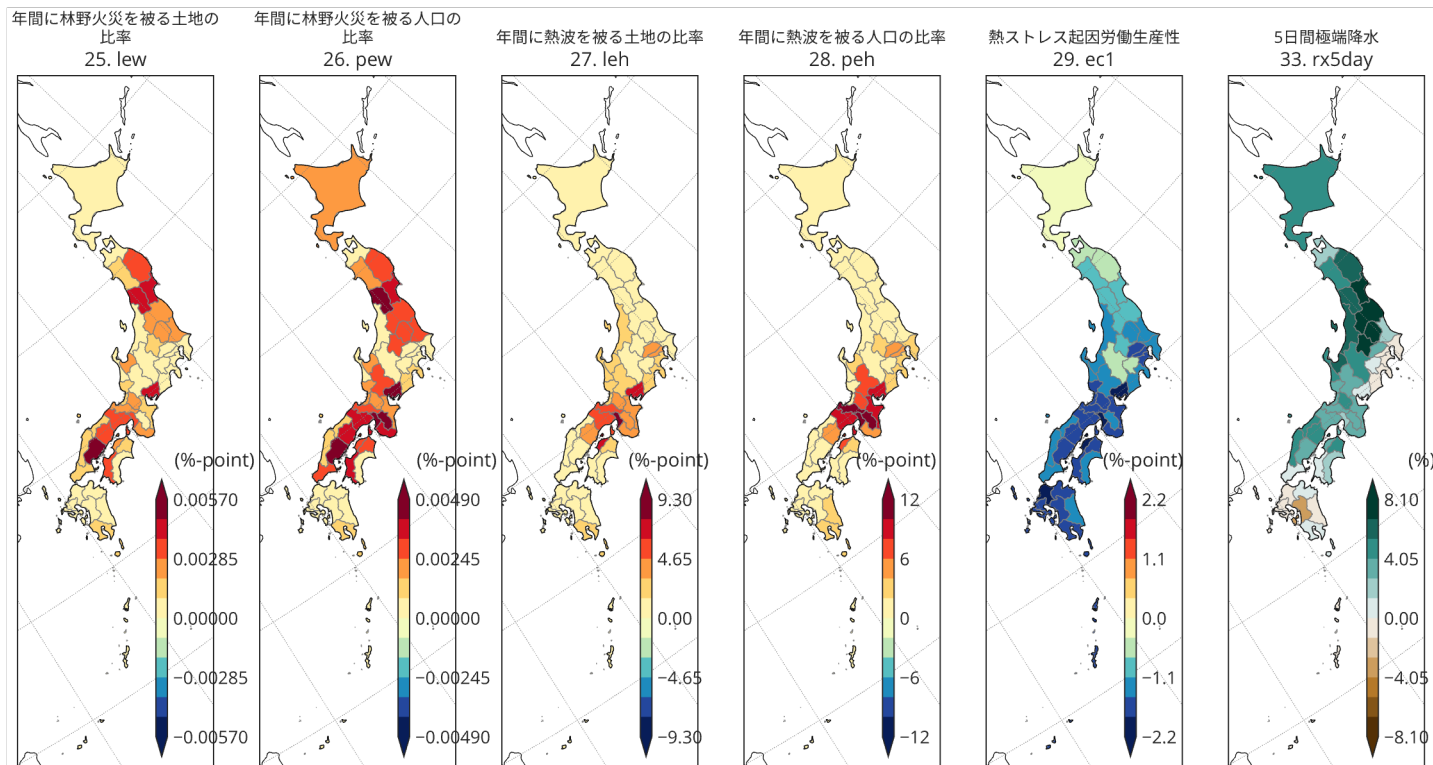 年間に林野火災を被る土地の
比率
25. lew
(%-point)
0.00570
0.00285
0.00000
−0.00285
−0.00570
年間に林野火災を被る人口の
比率
26. pew
(%-point)
0.00490
0.00245
0.00000
−0.00245
−0.00490
年間に熱波を被る土地の比率
27. leh
(%-point)
9.30
4.65
0.00
−4.65
−9.30
年間に熱波を被る人口の比率
28. peh
(%-point)
12
6
0
−6
−12
熱ストレス起因労働生産性
29. ec1
(%-point)
2.2
1.1
0.0
−1.1
−2.2
5日間極端降水
33. rx5day
(%)
8.10
4.05
0.00
−4.05
−8.10